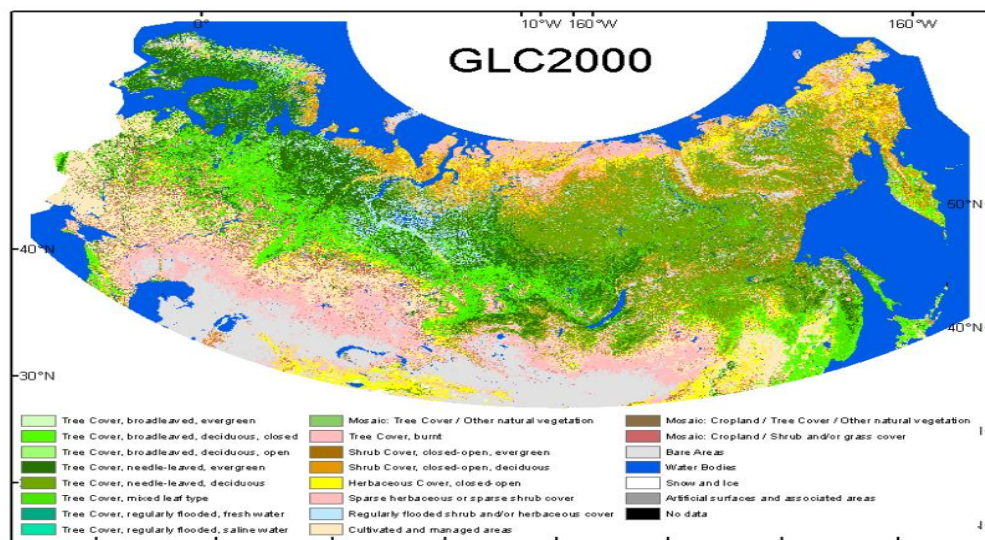 0° 10°W 160°W 160°W
GLC2000
50°N
40°N
40°N
30°N
Tree Cover, broadleaved, evergreen
Tree Cover, broadleaved, deciduous, closed
Tree Cover, broadleaved, deciduous, open
Tree Cover, needle-leaved, evergreen
Tree Cover, needle-leaved, deciduous
Tree Cover, mixed leaf type
Tree Cover, regularly flooded, fresh water
Tree Cover, regularly flooded, saline water
Mosaic: Tree Cover / Other natural vegetation
Tree Cover, burnt
Shrub Cover, closed-open, evergreen
Shrub Cover, closed-open, deciduous
Herbaceous Cover, closed-open
Sparse herbaceous or sparse shrub cover
Regularly flooded shrub and/or herbaceous cover
Cultivated and managed areas
Mosaic: Cropland / Tree Cover / Other natural vegetation
Mosaic: Cropland / Shrub and/or grass cover
Bare Areas
Water Bodies
Snow and Ice
Artificial surfaces and associated areas
No data